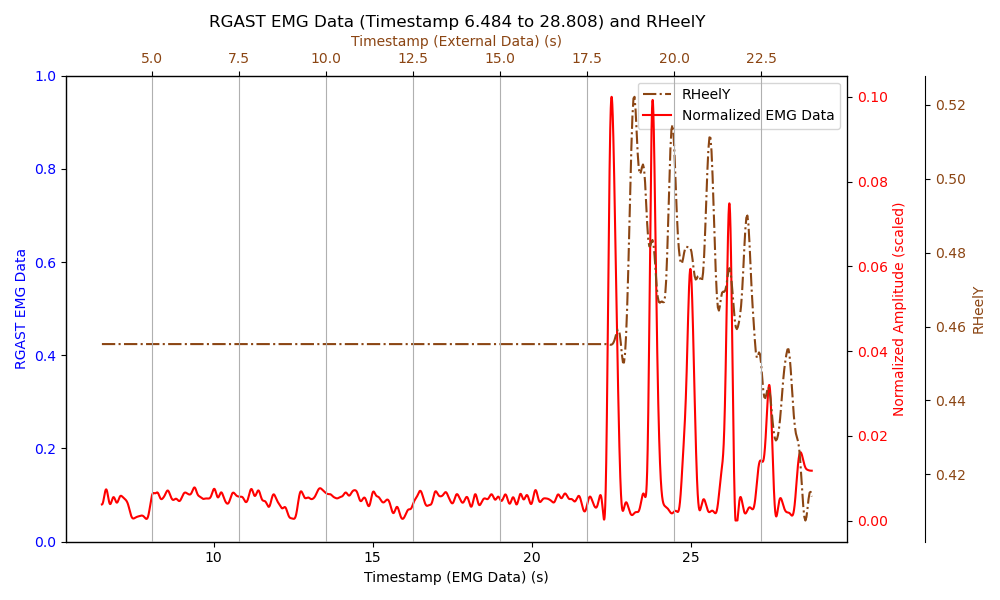 RGAST EMG Data (Timestamp 6.484 to 28.808) and RHeelY
Timestamp (External Data) (s)
5.0 7.5 10.0 12.5 15.0 17.5 20.0 22.5
RHeelY
Normalized EMG Data
RGAST EMG Data
1.0
0.8
0.6
0.4
0.2
0.0
0.10
0.08
0.06
0.04
0.02
0.00
Normalized Amplitude (scaled)
0.52
0.50
0.48
0.46
0.44
0.42
RHeelY
10 15 20 25
Timestamp (EMG Data) (s)